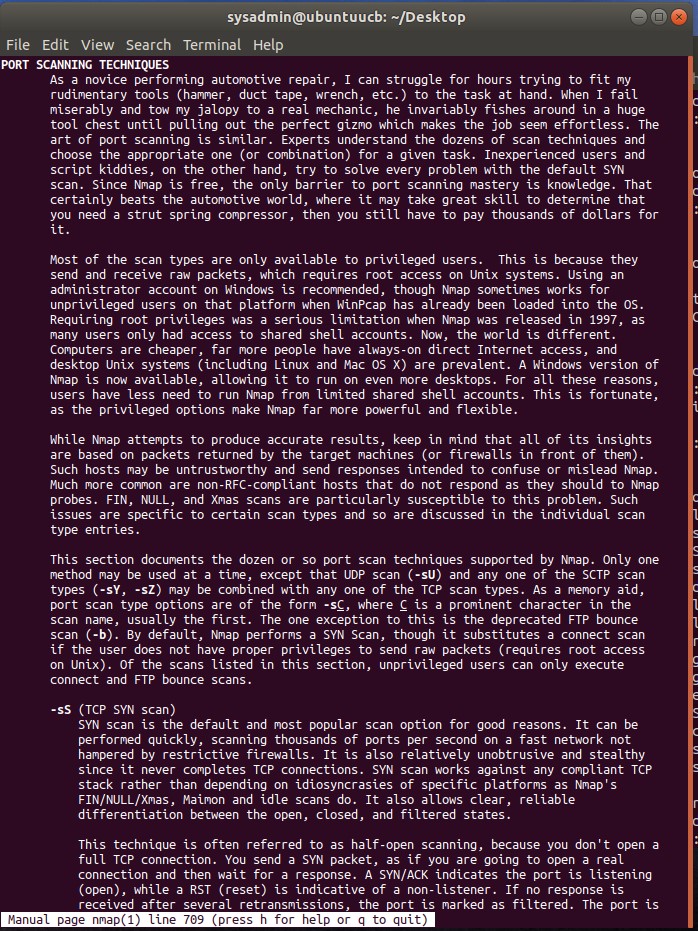 sysadmin@ubuntuucb: ~/Desktop
File Edit View Search Terminal Help
PORT SCANNING TECHNIQUES
As a novice performing automotive repair, I can struggle for hours trying to fit my
rudimentary tools (hammer, duct tape, wrench, etc.) to the task at hand. When I fail
miserably and tow my jalopy to a real mechanic, he invariably fishes around in a huge
tool chest until pulling out the perfect gizmo which makes the job seem effortless. The
art of port scanning is similar. Experts understand the dozens of scan techniques and
choose the appropriate one (or combination) for a given task. Inexperienced users and
script kiddies, on the other hand, try to solve every problem with the default SYN
scan. Since Nmap is free, the only barrier to port scanning mastery is knowledge. That
certainly beats the automotive world, where it may take great skill to determine that
you need a strut spring compressor, then you still have to pay thousands of dollars for
it.
Most of the scan types are only available to privileged users.  This is because they
send and receive raw packets, which requires root access on Unix systems. Using an
administrator account on Windows is recommended, though Nmap sometimes works for
unprivileged users on that platform when WinPcap has already been loaded into the OS.
Requiring root privileges was a serious limitation when Nmap was released in 1997, as
many users only had access to shared shell accounts. Now, the world is different.
Computers are cheaper, far more people have always-on direct Internet access, and
desktop Unix systems (including Linux and Mac OS X) are prevalent. A Windows version of
Nmap is now available, allowing it to run on even more desktops. For all these reasons,
users have less need to run Nmap from limited shared shell accounts. This is fortunate,
as the privileged options make Nmap far more powerful and flexible.
While Nmap attempts to produce accurate results, keep in mind that all of its insights
are based on packets returned by the target machines (or firewalls in front of them).
Such hosts may be untrustworthy and send responses intended to confuse or mislead Nmap.
Much more common are non-RFC-compliant hosts that do not respond as they should to Nmap
probes. FIN, NULL, and Xmas scans are particularly susceptible to this problem. Such
issues are specific to certain scan types and so are discussed in the individual scan
type entries.
This section documents the dozen or so port scan techniques supported by Nmap. Only one
method may be used at a time, except that UDP scan (-sU) and any one of the SCTP scan
types (-sY, -sZ) may be combined with any one of the TCP scan types. As a memory aid,
port scan type options are of the form -sC, where C is a prominent character in the
scan name, usually the first. The one exception to this is the deprecated FTP bounce
scan (-b). By default, Nmap performs a SYN Scan, though it substitutes a connect scan
if the user does not have proper privileges to send raw packets (requires root access
on Unix). Of the scans listed in this section, unprivileged users can only execute
connect and FTP bounce scans.
-sS (TCP SYN scan)
SYN scan is the default and most popular scan option for good reasons. It can be
performed quickly, scanning thousands of ports per second on a fast network not
hampered by restrictive firewalls. It is also relatively unobtrusive and stealthy
since it never completes TCP connections. SYN scan works against any compliant TCP
stack rather than depending on idiosyncrasies of specific platforms as Nmap's
FIN/NULL/Xmas, Maimon and idle scans do. It also allows clear, reliable
differentiation between the open, closed, and filtered states.
This technique is often referred to as half-open scanning, because you don't open a
full TCP connection. You send a SYN packet, as if you are going to open a real
connection and then wait for a response. A SYN/ACK indicates the port is listening
(open), while a RST (reset) is indicative of a non-listener. If no response is
received after several retransmissions, the port is marked as filtered. The port is
Manual page nmap(1) line 709 (press h for help or q to quit)